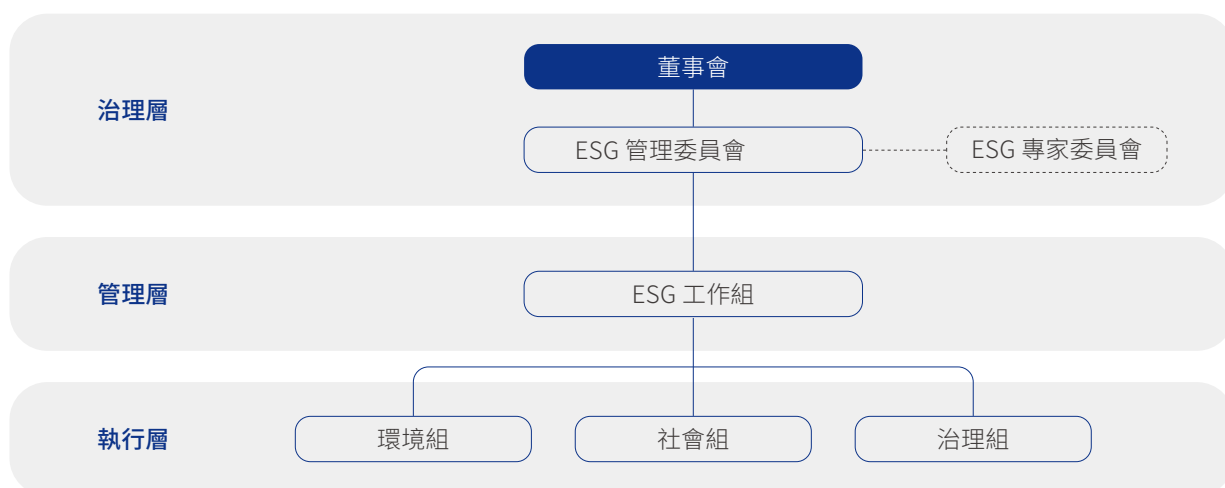 董事會
治理層
ESG 管理委員會
ESG 專家委員會
管理層
ESG 工作組
執行層
環境組
社會組
治理組